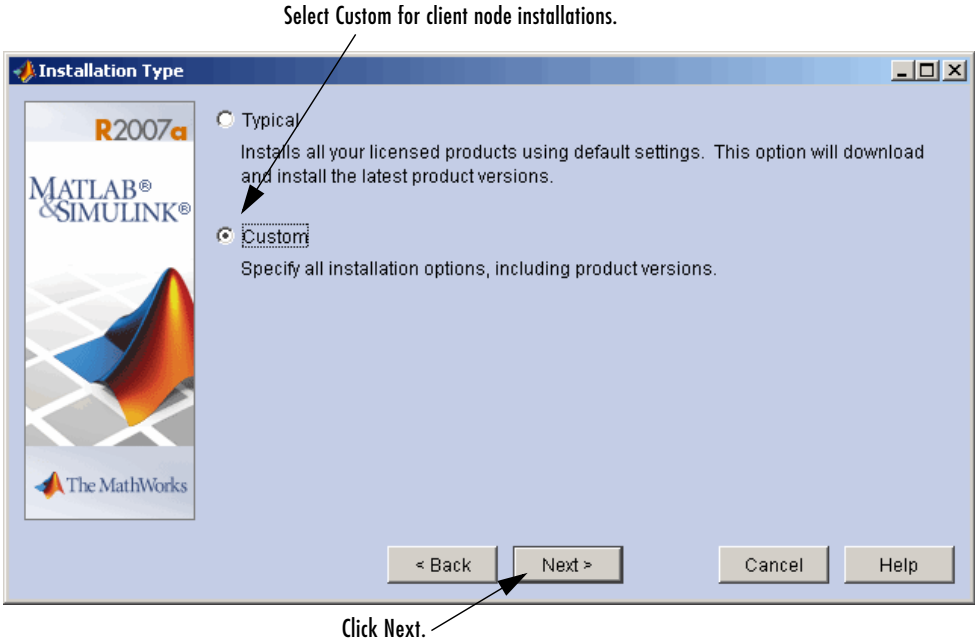 Select Custom for client node installations.
Installation Type
R2007a
MATLAB®
&SIMULINK®
The MathWorks
Typical
Installs all your licensed products using default settings. This option will download
and install the latest product versions.
Custom
Specify all installation options, including product versions.
< Back
Next >
Cancel
Help
Click Next.